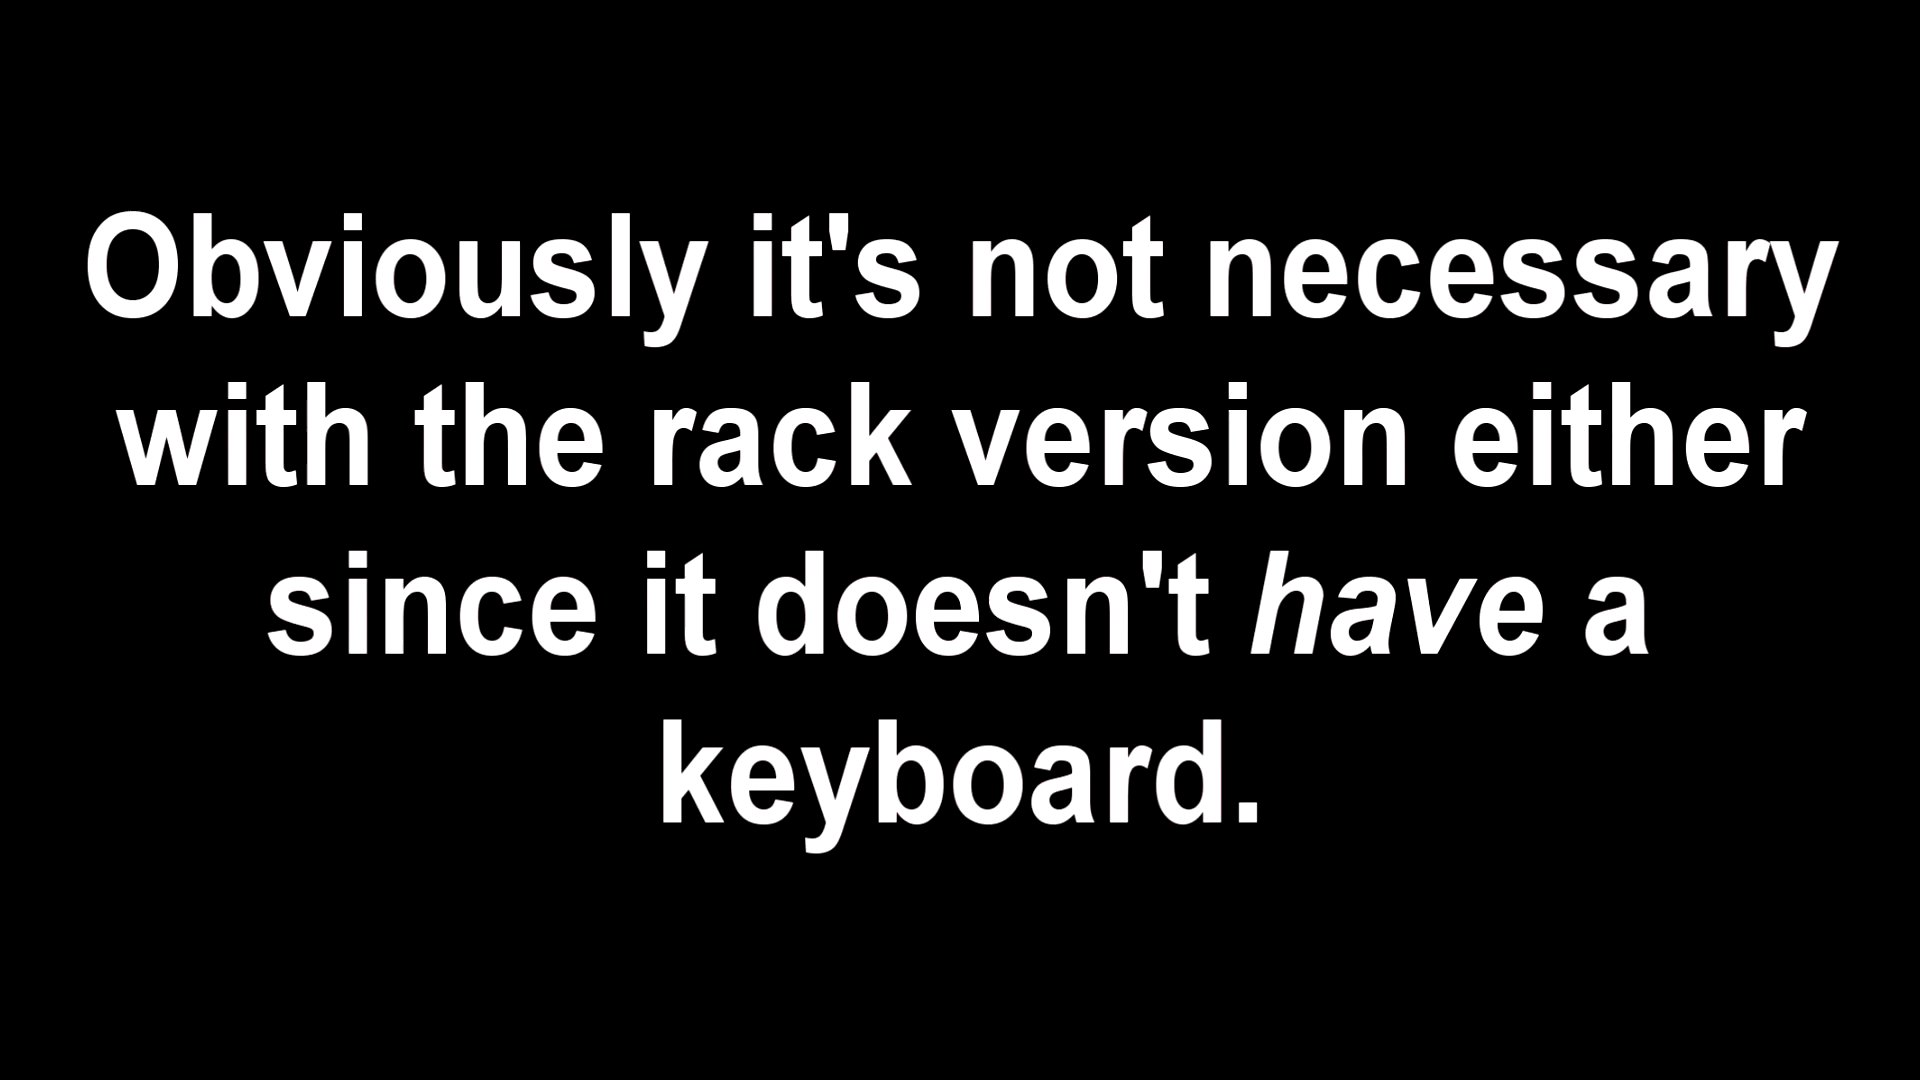 Obviously it's not necessary
with the rack version either
since it doesn't have a
keyboard.